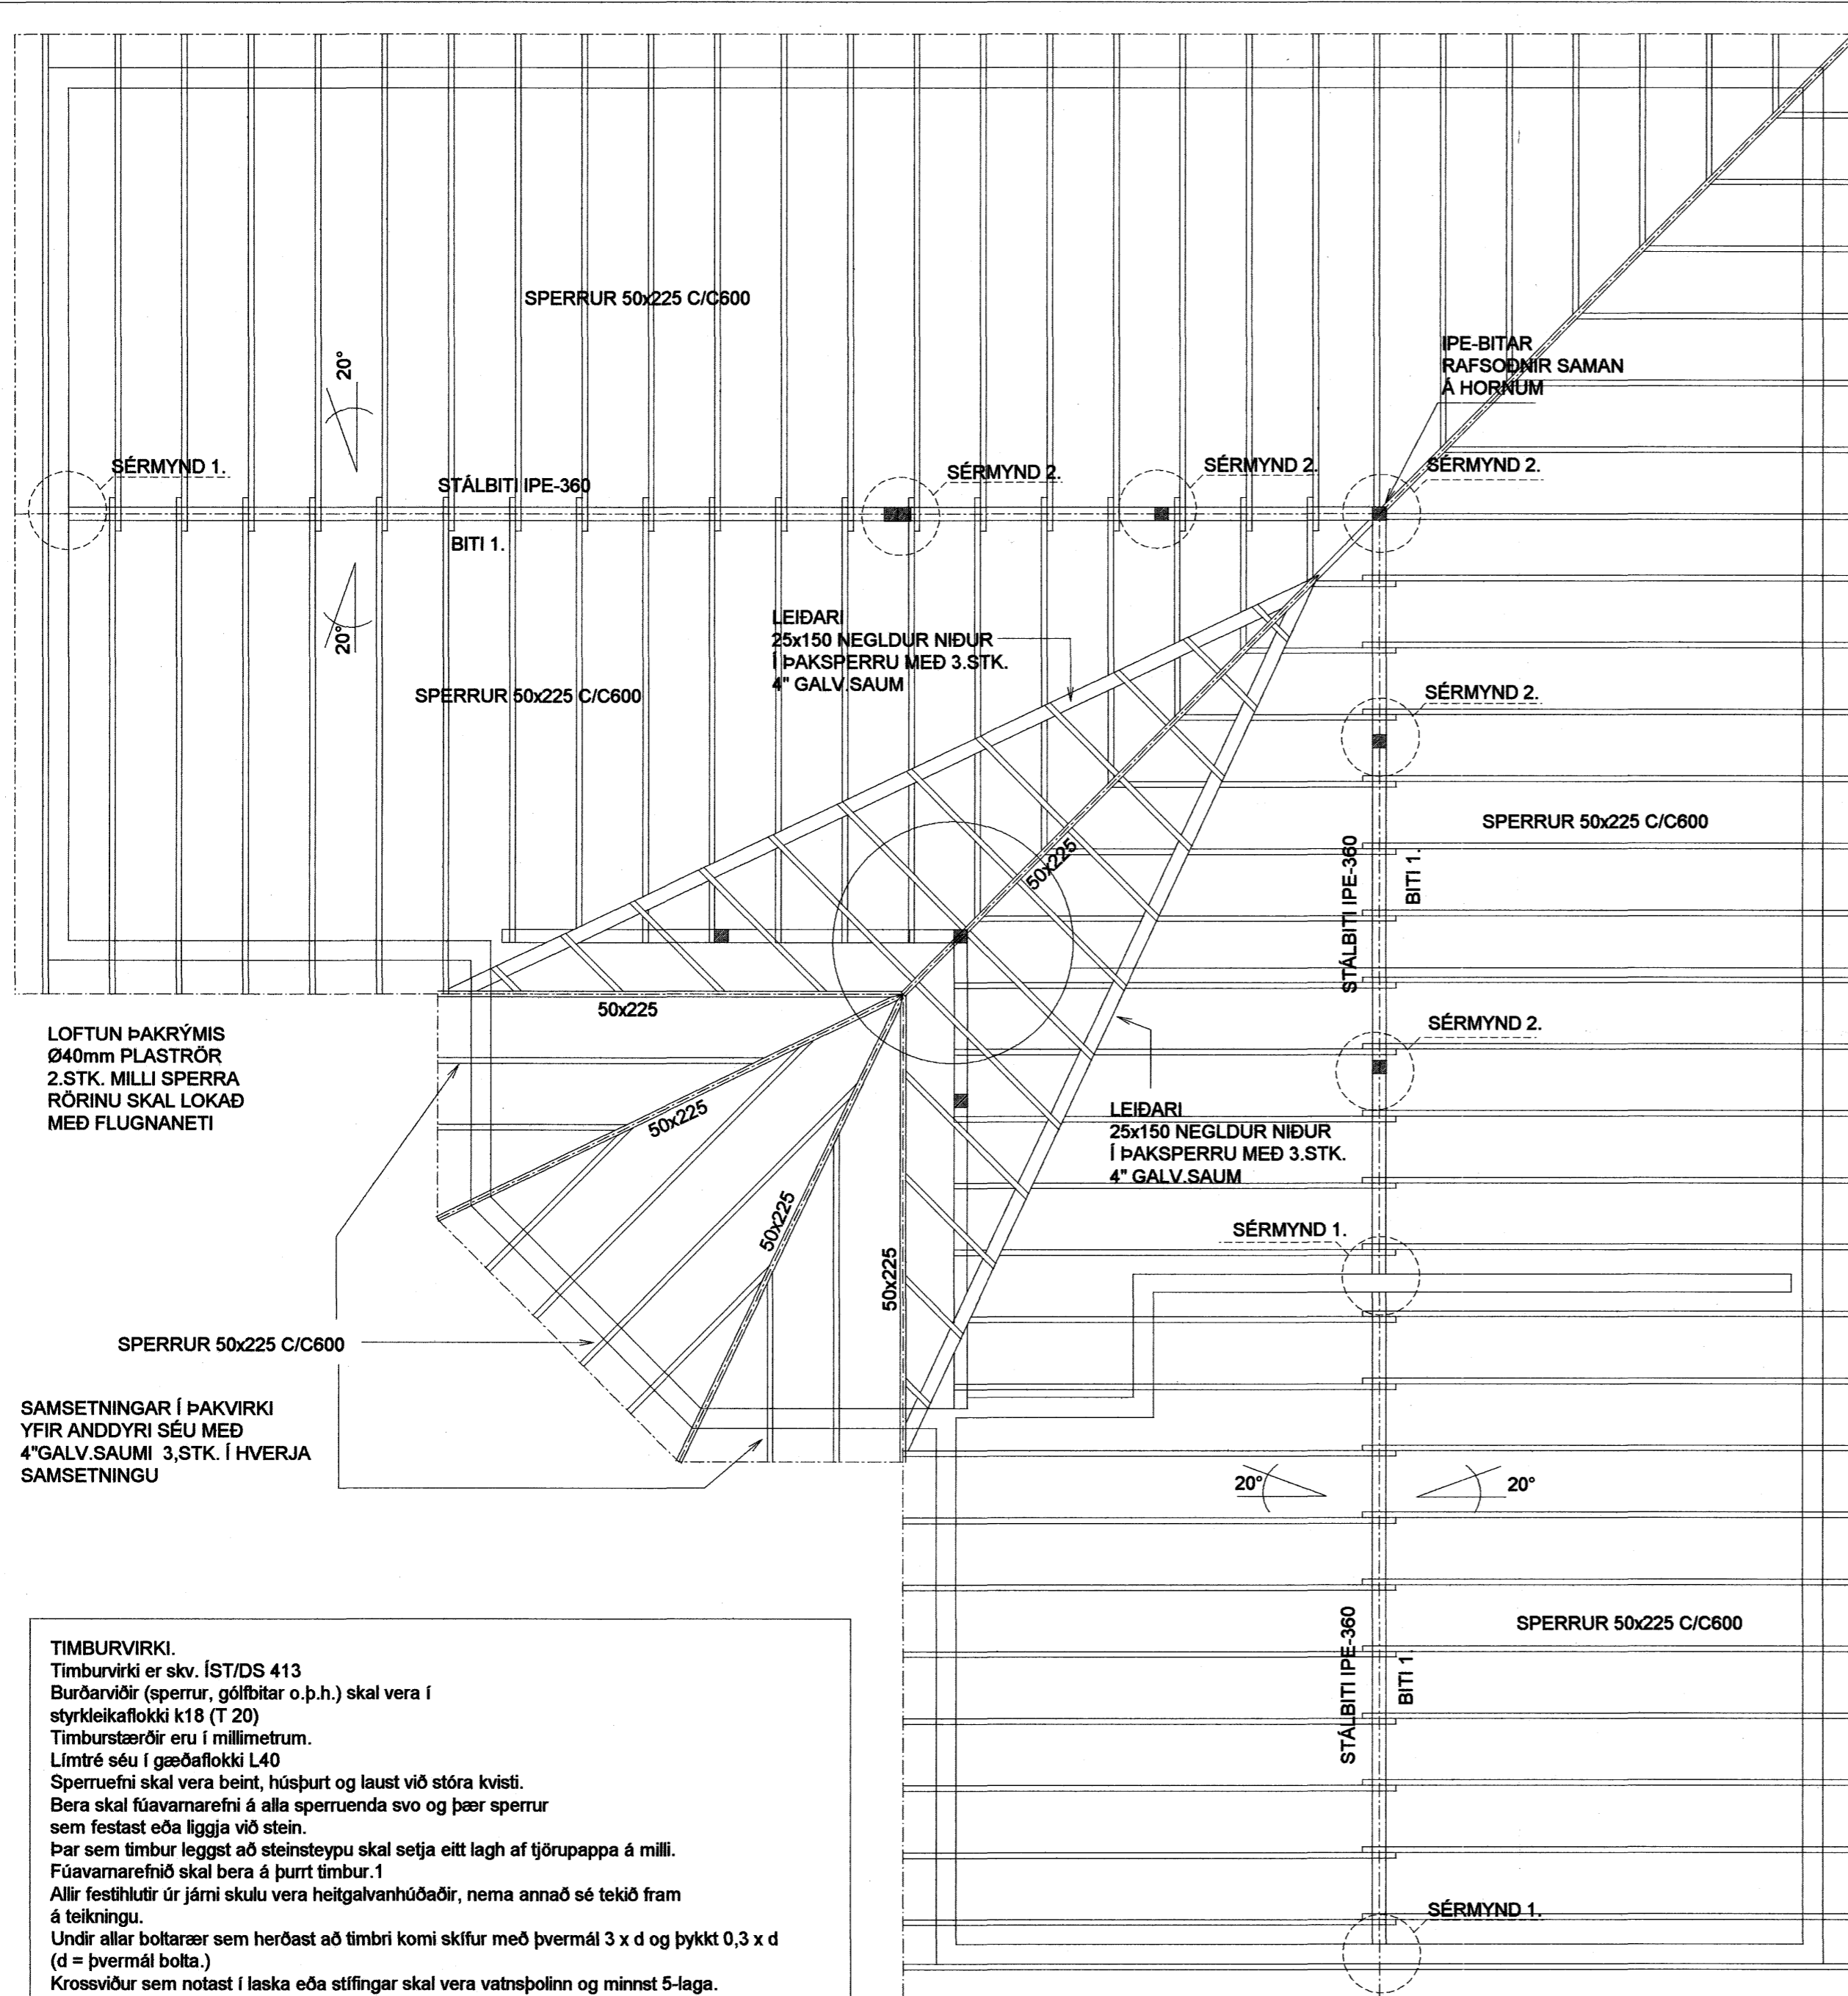 SPERRUR 50x225 C/C600
20°
IPE-BITAR
RAFSOÐNIR SAMAN
Á HORNUM
SÉRMYND 1.
STÁLBITI IPE-360
SÉRMYND 2.
SÉRMYND 2.
SÉRMYND 2.
BITI 1.
20°
LEIÐARI
25x150 NEGLDUR NIÐUR
Í ÞAKSPERRU MEÐ 3.STK.
4" GALV.SAUM
SPERRUR 50x225 C/C600
SÉRMYND 2.
SPERRUR 50x225 C/C600
50x225
STÁLBITI IPE-360
BITI 1.
50x225
SÉRMYND 2.
LOFTUN ÞAKRÝMIS
Ø40mm PLASTRÖR
2.STK. MILLI SPERRA
RÖRINU SKAL LOKAÐ
MEÐ FLUGNANETI
50x225
LEIÐARI
25x150 NEGLDUR NIÐUR
Í ÞAKSPERRU MEÐ 3.STK.
4" GALV.SAUM
50x225
50x225
SÉRMYND 1.
SPERRUR 50x225 C/C600
SAMSETNINGAR Í ÞAKVIRKI
YFIR ANDDYRI SÉU MEÐ
4"GALV.SAUMI 3,STK. Í HVERJA
SAMSETNINGU
20°
20°
SPERRUR 50x225 C/C600
STÁLBITI IPE-360
BITI 1.
SÉRMYND 1.
TIMBURVIRKI.
Timburvirki er skv. ÍST/DS 413
Burðarviðir (sperrur, gólfbitar o.þ.h.) skal vera í
styrkleikaflokki k18 (T 20)
Timburstærðir eru í millimetrum.
Límtré séu í gæðaflokki L40
Sperruefni skal vera beint, húsþurt og laust við stóra kvisti.
Bera skal fúavarnarefni á alla sperruenda svo og þær sperrur
sem festast eða liggja við stein.
Þar sem timbur leggst að steinsteypu skal setja eitt lagh af tjörupappa á milli.
Fúavarnarefnið skal bera á þurrt timbur.1
Allir festihlutir úr járni skulu vera heitgalvanhúðaðir, nema annað sé tekið fram
á teikningu.
Undir allar boltarær sem herðast að timbri komi skífur með þvermál 3 x d og þykkt 0,3 x d
(d = þvermál bolta.)
Krossviður sem notast í laska eða stífingar skal vera vatnsþolinn og minnst 5-laga.